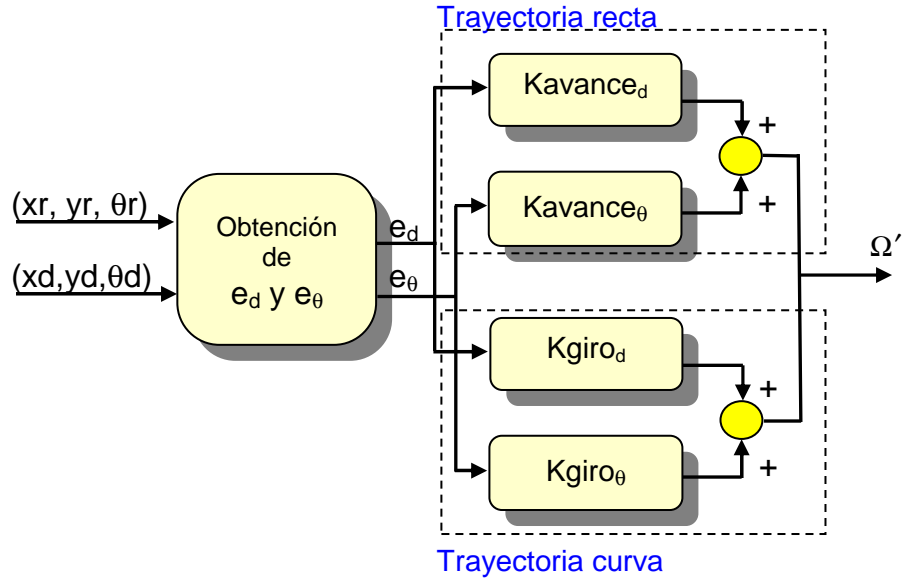 Trayectoria recta
Kavance_d
+
(xr, yr, θr)
Kavance_θ
+
Obtención
de
e_d y e_θ
e_d
(xd,yd,θd)
e_θ
Ω′
Kgiro_d
+
Kgiro_θ
+
Trayectoria curva